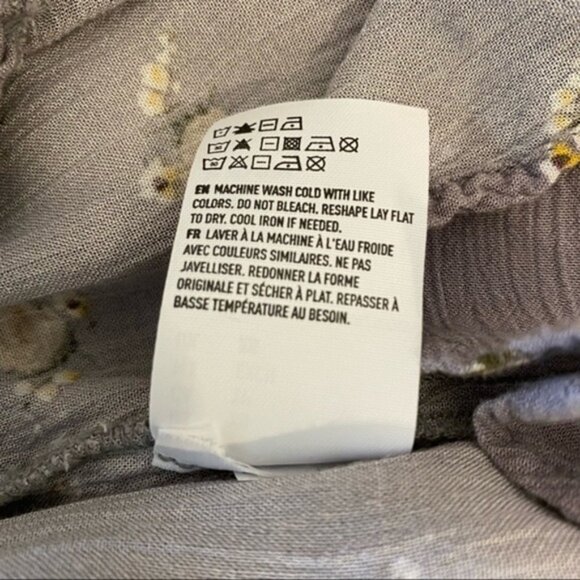 EN MACHINE WASH COLD WITH LIKE
COLORS. DO NOT BLEACH. RESHAPE LAY FLAT
TO DRY. COOL IRON IF NEEDED.
FR LAVER À LA MACHINE À L'EAU FROIDE
AVEC COULEURS SIMILAIRES. NE PAS
JAVELLISER. REDONNER LA FORME
ORIGINALE ET SÉCHER À PLAT. REPASSER À
BASSE TEMPÉRATURE AU BESOIN.